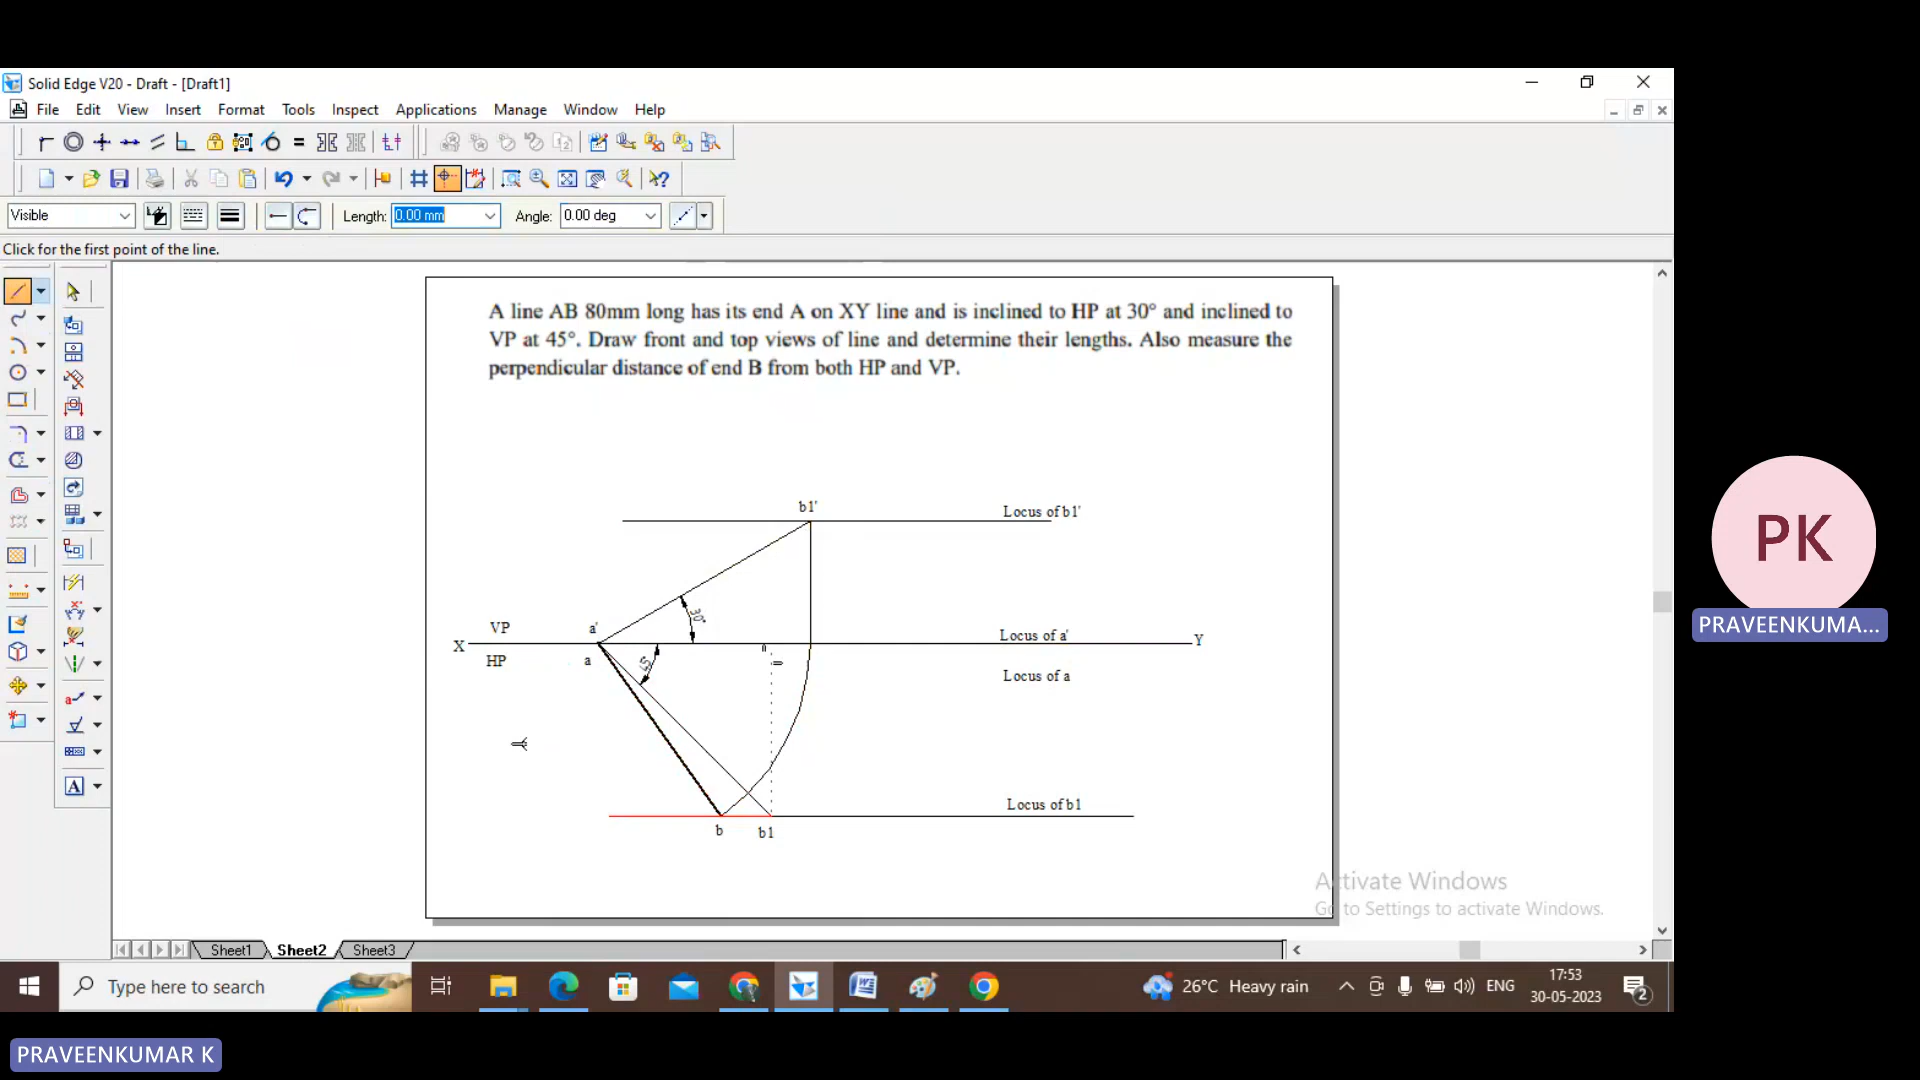 Solid Edge V20 - Draft - [Draft1]
File Edit View Insert Format Tools Inspect Applications Manage Window Help
Visible Length: 0.00 mm Angle: 0.00 deg
Click for the first point of the line.
A line AB 80mm long has its end A on XY line and is inclined to HP at 30° and inclined to
VP at 45°. Draw front and top views of line and determine their lengths. Also measure the
perpendicular distance of end B from both HP and VP.
b1' Locus of b1'
30°
VP a' Locus of a'
X Y
HP a 45° Locus of a
Locus of b1
b b1
A
PK
PRAVEENKUMA...
Activate Windows
Go to Settings to activate Windows.
Sheet1 Sheet2 Sheet3
Type here to search 26°C Heavy rain ENG 17:53
30-05-2023
2
PRAVEENKUMAR K